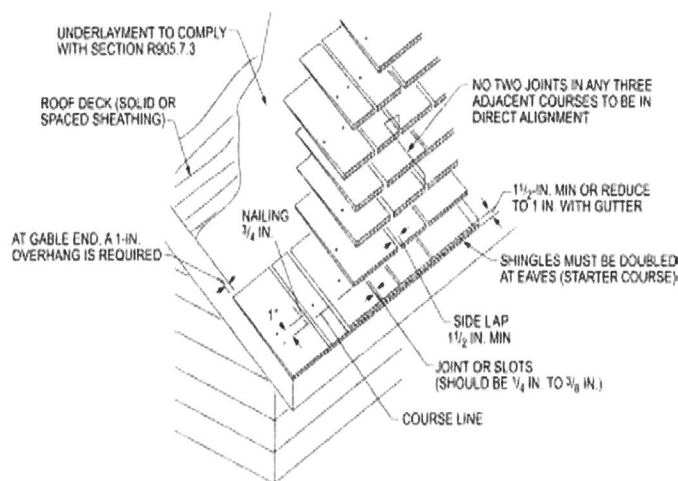 UNDERLAYMENT TO COMPLY
WITH SECTION R905.7.3
ROOF DECK (SOLID OR
SPACED SHEATHING)
NO TWO JOINTS IN ANY THREE
ADJACENT COURSES TO BE IN
DIRECT ALIGNMENT
1 1/2-IN. MIN OR REDUCE
TO 1 IN. WITH GUTTER
NAILING
3/4 IN.
AT GABLE END, A 1-IN.
OVERHANG IS REQUIRED
SHINGLES MUST BE DOUBLED
AT EAVES (STARTER COURSE)
1"
SIDE LAP
1 1/2 IN. MIN
JOINT OR SLOTS
(SHOULD BE 1/4 IN. TO 3/8 IN.)
COURSE LINE